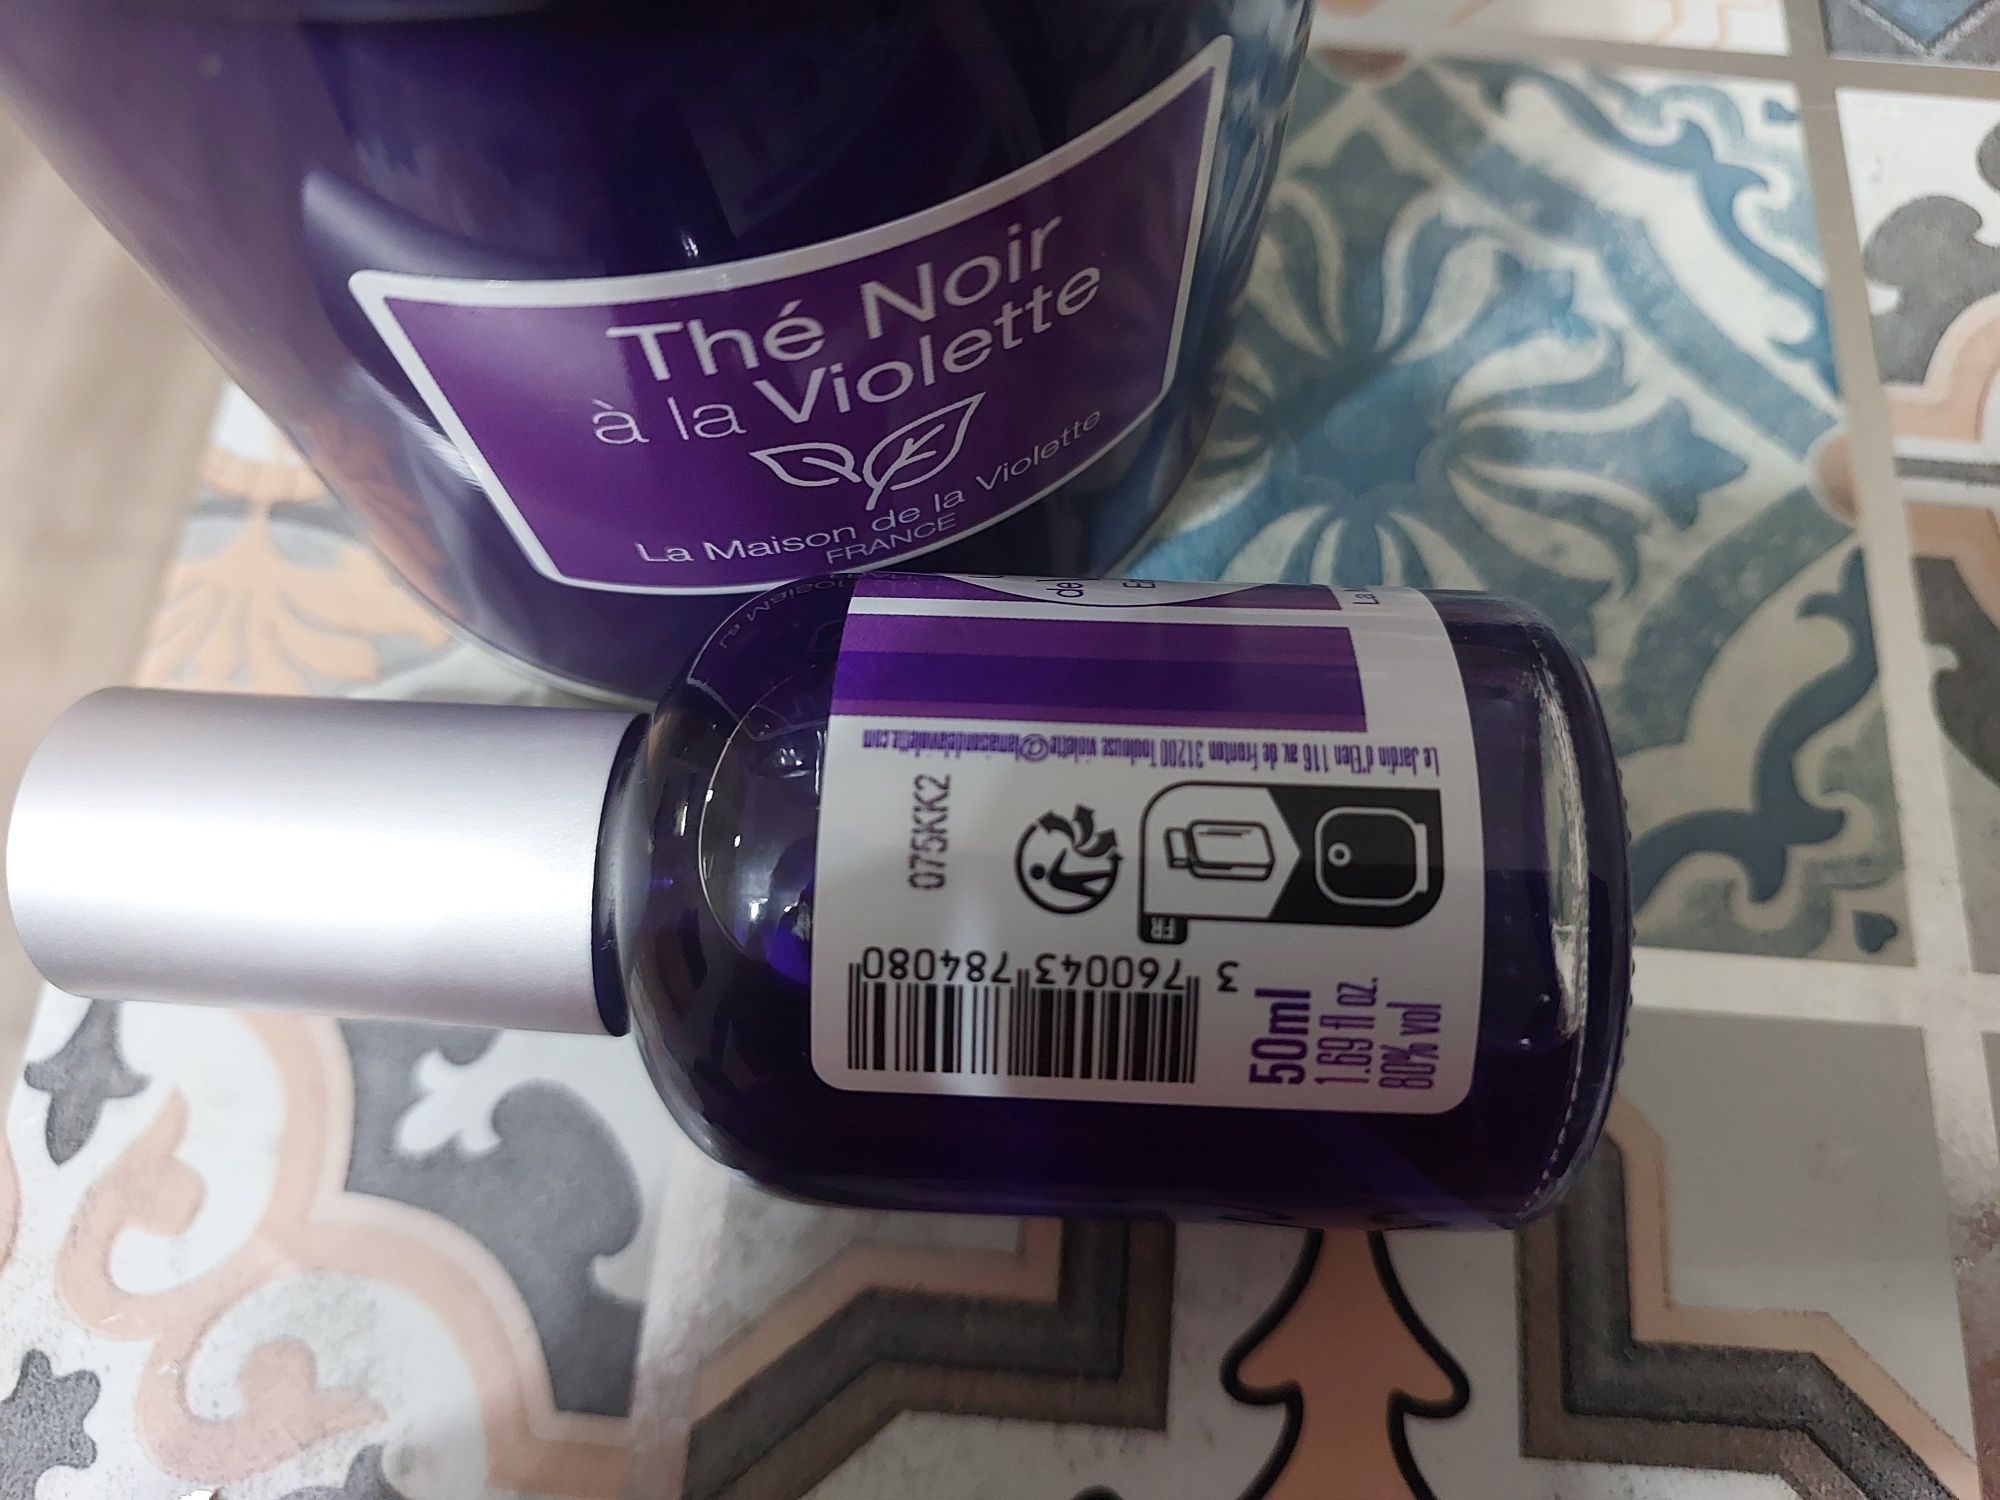 Thé Noir
à la Violette
La Maison de la Violette
FRANCE
Le Jardin d'Elen 116 av. de Fronton 31200 Toulouse violette@lamaisondelaviolette.com
075KK2
FR
3 760043 784080
50ml
1.69 fl oz.
80% vol